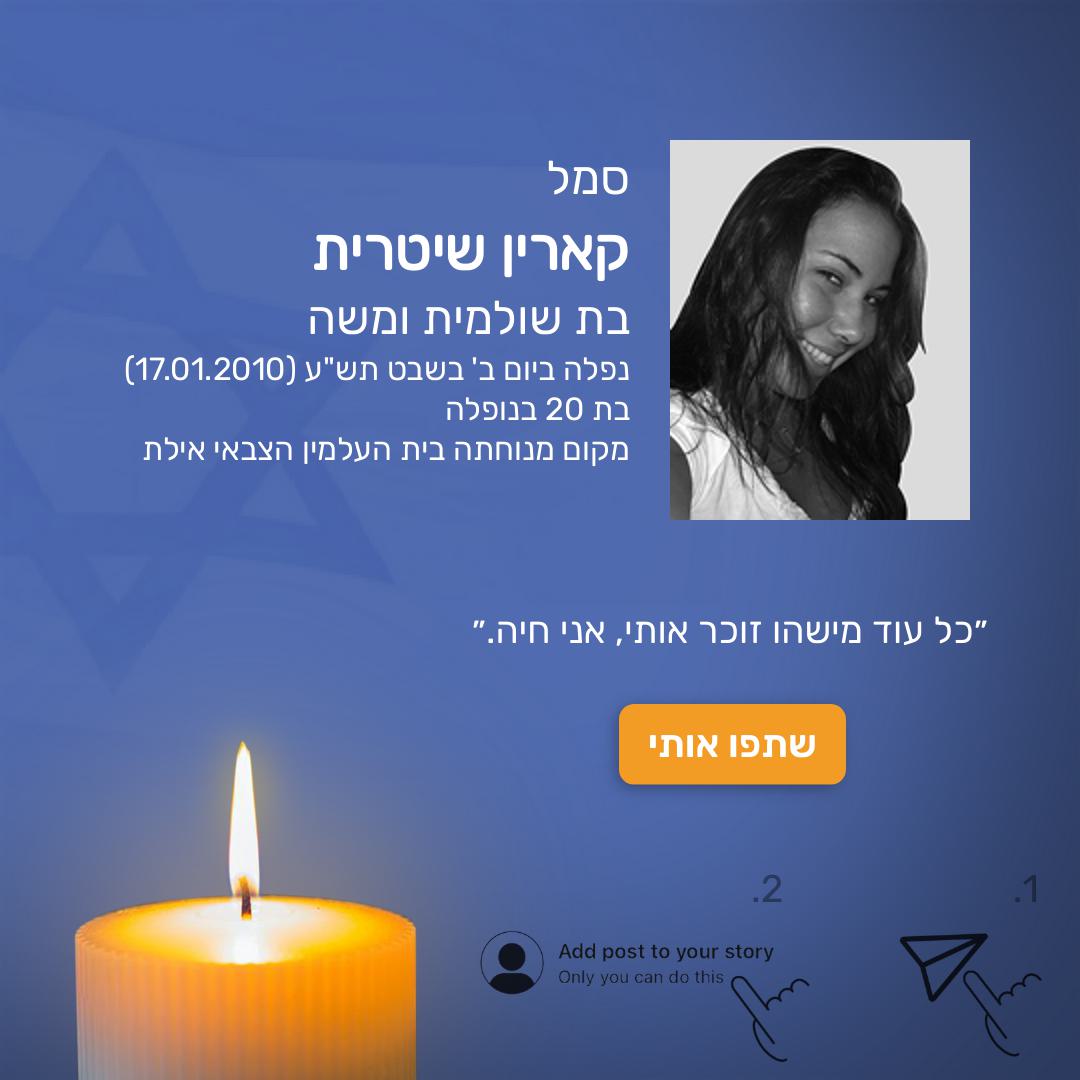 סמל
קארין שיטרית
בת שולמית ומשה
נפלה ביום ב' בשבט תש"ע (17.01.2010)
בת 20 בנופלה
מקום מנוחתה בית העלמין הצבאי אילת
״כל עוד מישהו זוכר אותי, אני חיה.״
שתפו אותי
1.
2.
Add post to your story
Only you can do this